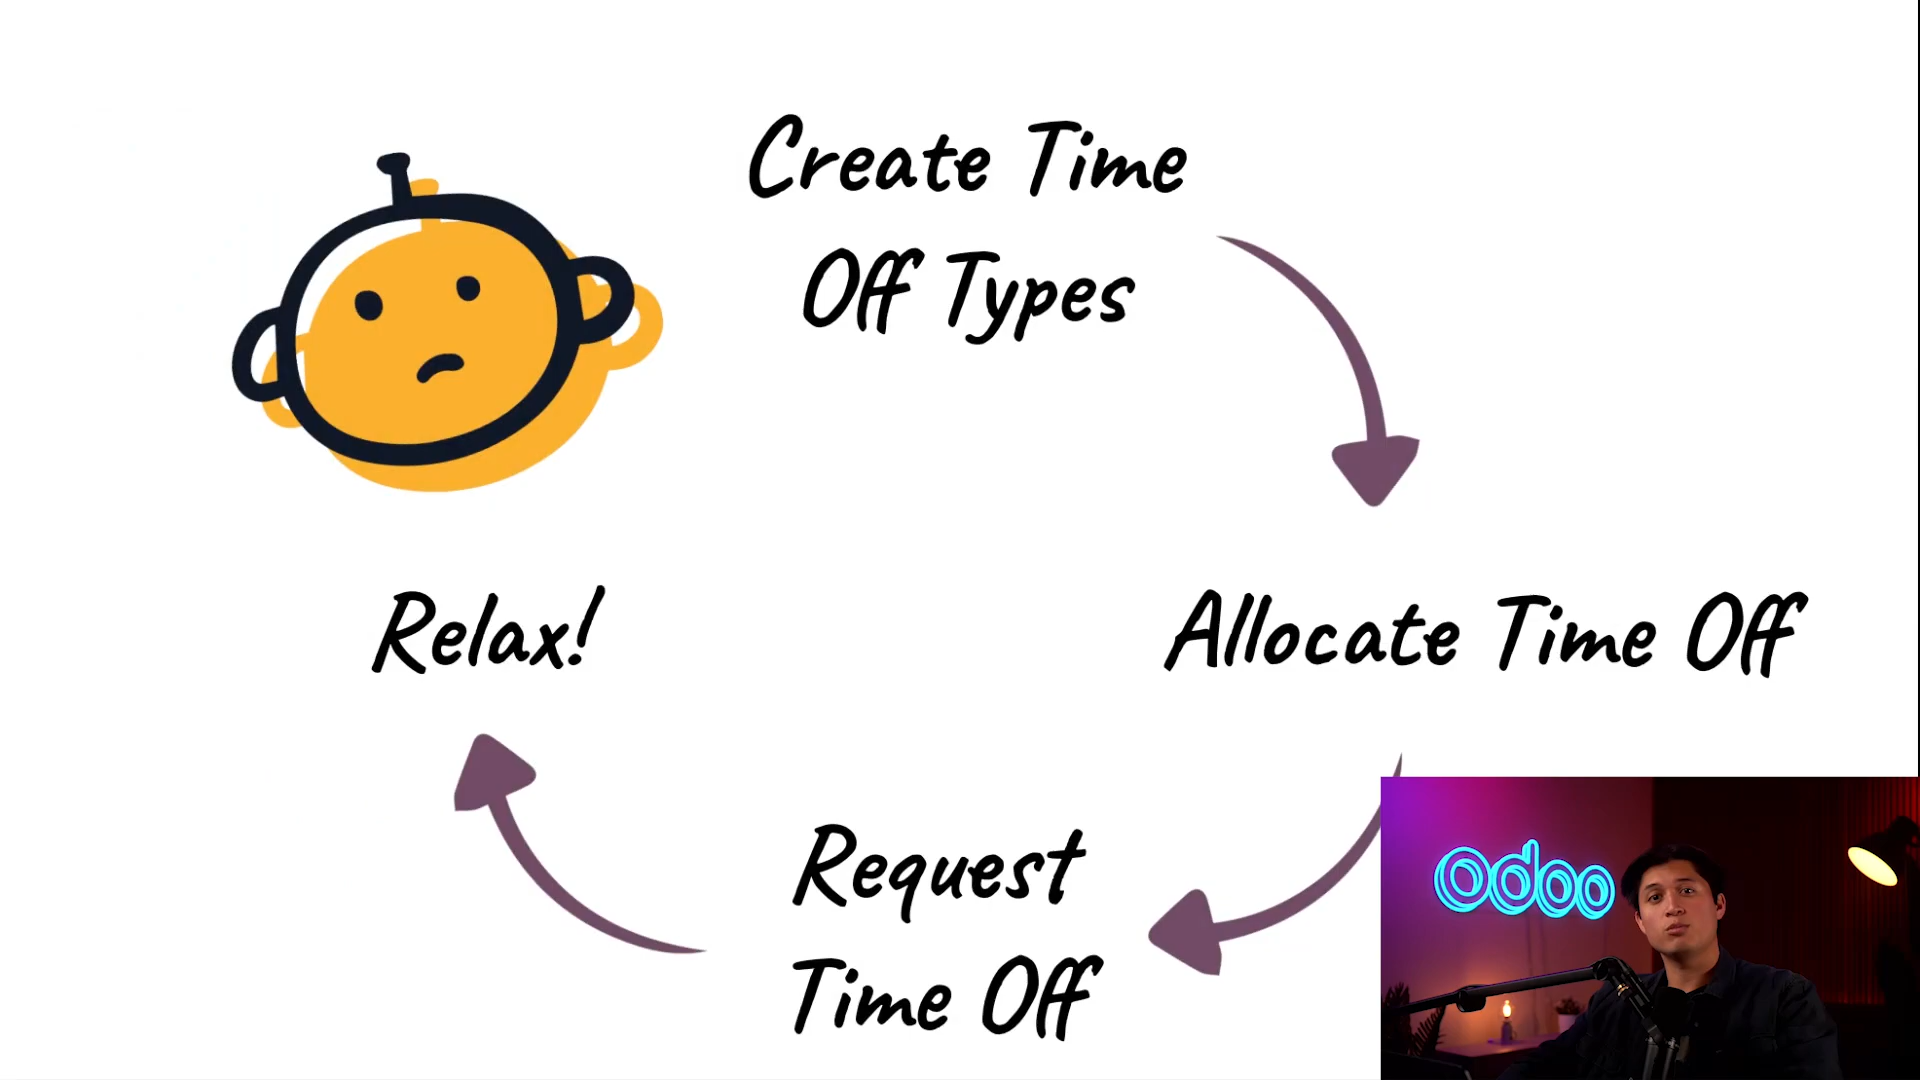 Create Time
Off Types
Allocate Time Off
Relax!
Request
Time Off
odoo